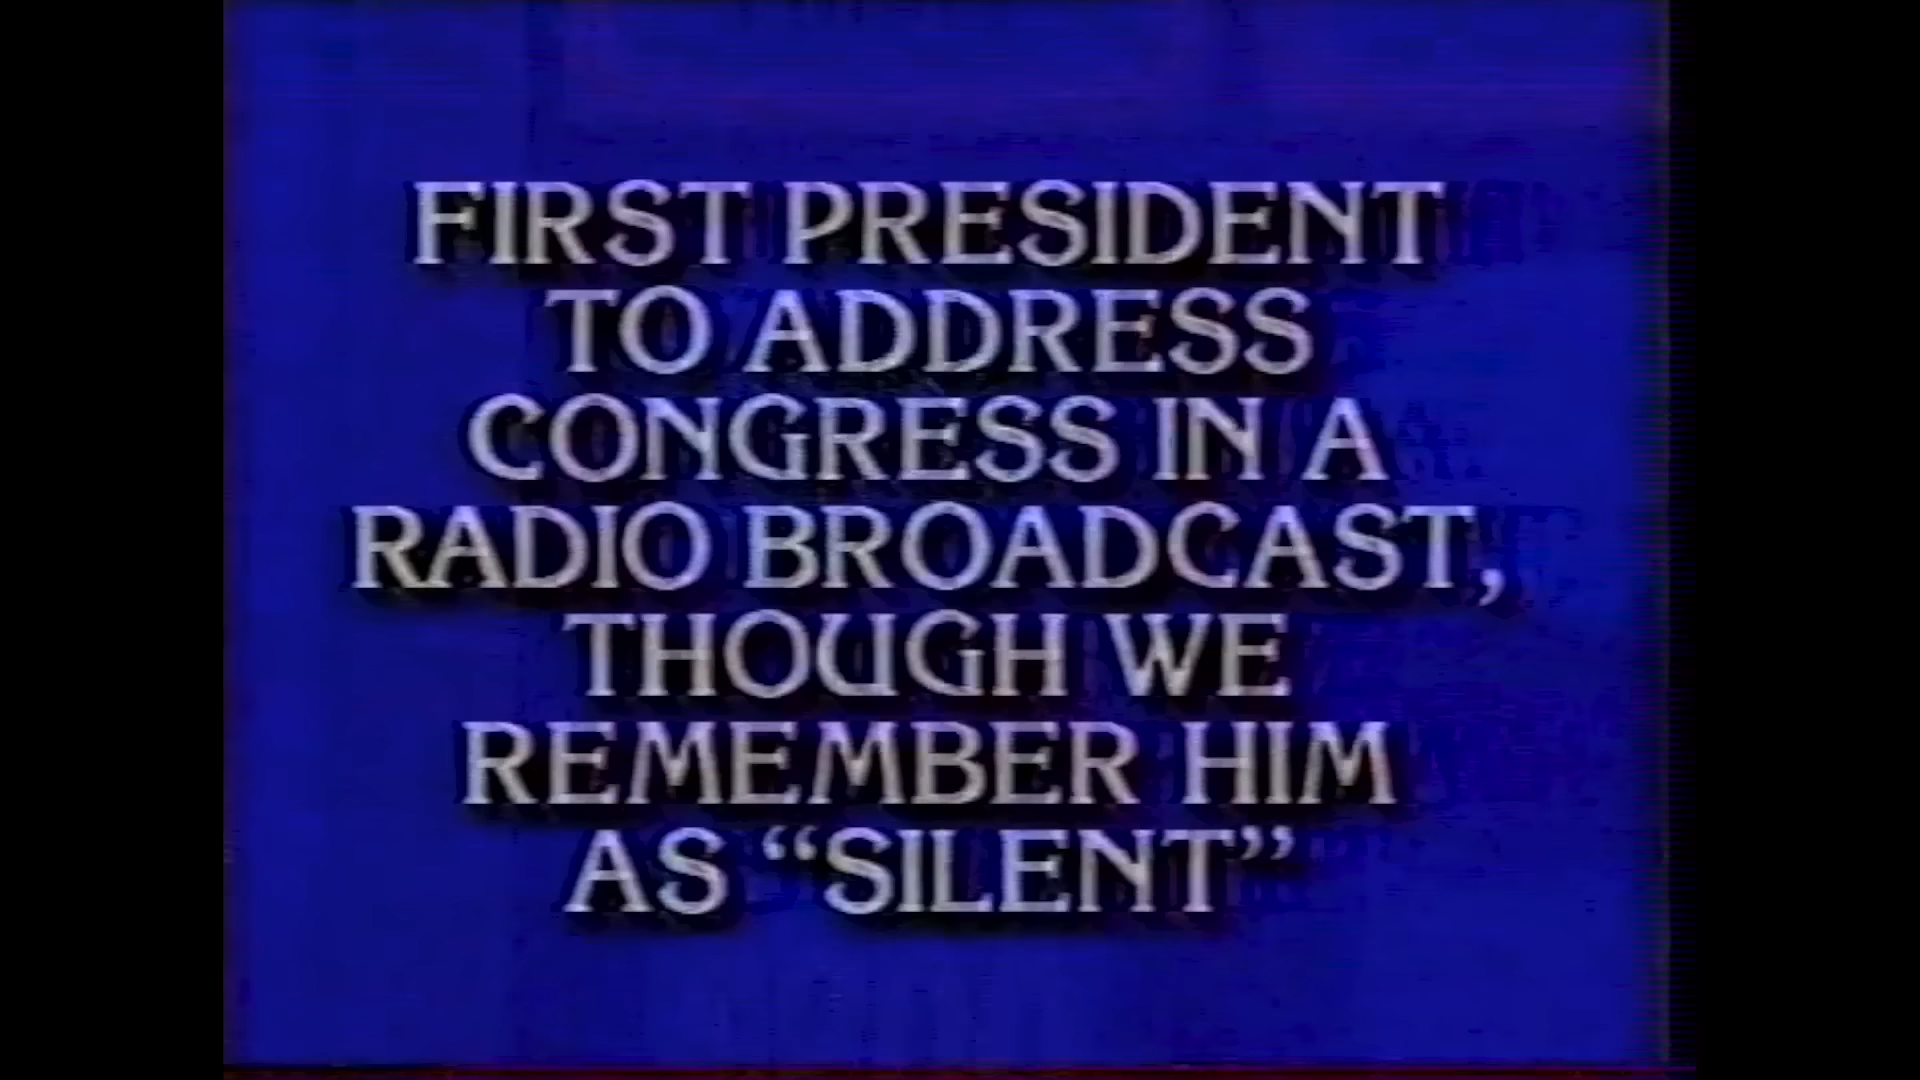 FIRST PRESIDENT
TO ADDRESS
CONGRESS IN A
RADIO BROADCAST,
THOUGH WE
REMEMBER HIM
AS “SILENT”